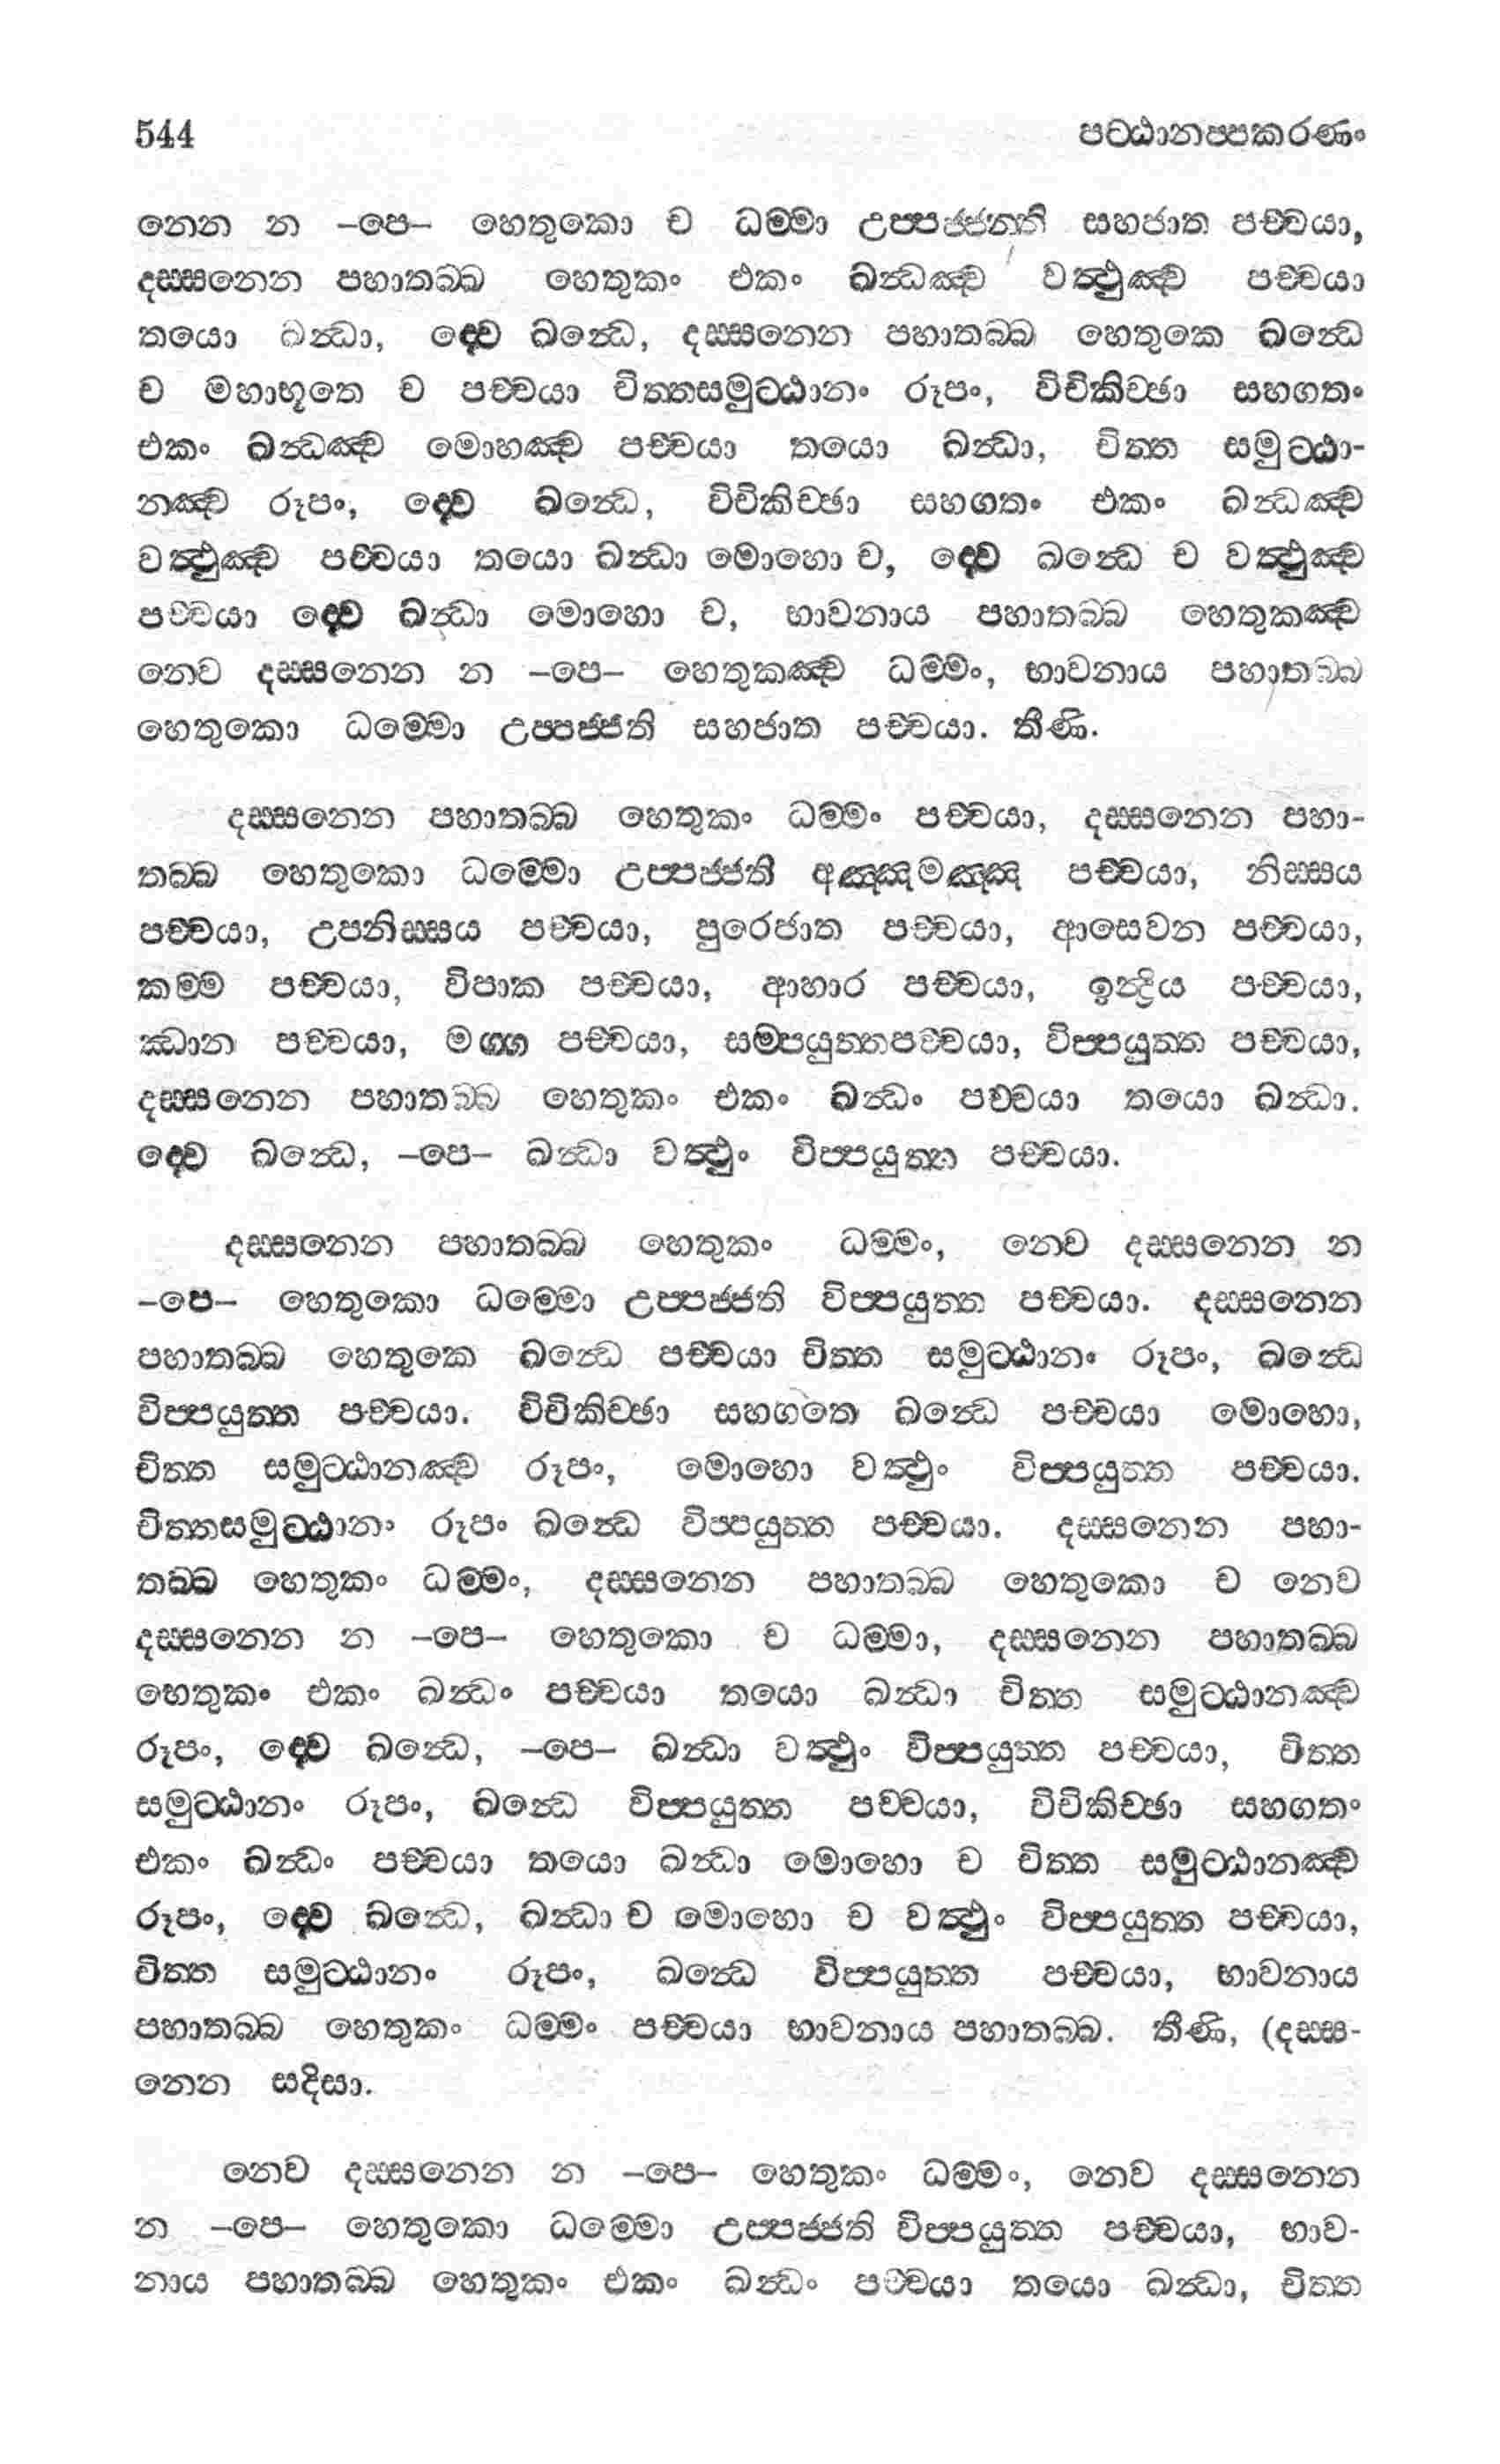 544 පට්ඨානප්පකරණං
නෙන න –පෙ– හෙතුකො ච ධම්මා උප්පජ්ජන්ති සහජාත පච්චයා,
දස්සනෙන පහාතබ්බ හෙතුකං එකං ඛන්ධඤ්ච වත්ථුඤ්ච පච්චයා
තයො ඛන්ධා, ද්වෙ ඛන්ධෙ, දස්සනෙන පහාතබ්බ හෙතුකෙ ඛන්ධෙ
ච මහාභූතෙ ච පච්චයා චිත්තසමුට්ඨානං රූපං, විචිකිච්ඡා සහගතං
එකං ඛන්ධඤ්ච මොහඤ්ච පච්චයා තයො ඛන්ධා, චිත්ත සමුට්ඨා-
නඤ්ච රූපං, ද්වෙ ඛන්ධෙ, විචිකිච්ඡා සහගතං එකං ඛන්ධඤ්ච
වත්ථුඤ්ච පච්චයා තයො ඛන්ධා මොහො ච, ද්වෙ ඛන්ධෙ ච වත්ථුඤ්ච
පච්චයා ද්වෙ ඛන්ධා මොහො ච, භාවනාය පහාතබ්බ හෙතුකඤ්ච
නෙව දස්සනෙන න –පෙ– හෙතුකඤ්ච ධම්මං, භාවනාය පහාතබ්බ
හෙතුකො ධම්මො උප්පජ්ජති සහජාත පච්චයා. තීණි.
දස්සනෙන පහාතබ්බ හෙතුකං ධම්මං පච්චයා, දස්සනෙන පහා-
තබ්බ හෙතුකො ධම්මො උප්පජ්ජති අඤ්ඤමඤ්ඤ පච්චයා, නිස්සය
පච්චයා, උපනිස්සය පච්චයා, පුරෙජාත පච්චයා, ආසෙවන පච්චයා,
කම්ම පච්චයා, විපාක පච්චයා, ආහාර පච්චයා, ඉන්ද්‍රිය පච්චයා,
ඣාන පච්චයා, මග්ග පච්චයා, සම්පයුත්තපච්චයා, විප්පයුත්ත පච්චයා,
දස්සනෙන පහාතබ්බ හෙතුකං එකං ඛන්ධං පච්චයා තයො ඛන්ධා.
ද්වෙ ඛන්ධෙ, –පෙ– ඛන්ධා වත්ථුං විප්පයුත්ත පච්චයා.
දස්සනෙන පහාතබ්බ හෙතුකං ධම්මං, නෙව දස්සනෙන න
–පෙ– හෙතුකො ධම්මො උප්පජ්ජති විප්පයුත්ත පච්චයා. දස්සනෙන
පහාතබ්බ හෙතුකෙ ඛන්ධෙ පච්චයා චිත්ත සමුට්ඨානං රූපං, ඛන්ධෙ
විප්පයුත්ත පච්චයා. විචිකිච්ඡා සහගතෙ ඛන්ධෙ පච්චයා මොහො,
චිත්ත සමුට්ඨානඤ්ච රූපං, මොහො වත්ථුං විප්පයුත්ත පච්චයා.
චිත්තසමුට්ඨානං රූපං ඛන්ධෙ විප්පයුත්ත පච්චයා. දස්සනෙන පහා-
තබ්බ හෙතුකං ධම්මං, දස්සනෙන පහාතබ්බ හෙතුකො ච නෙව
දස්සනෙන න –පෙ– හෙතුකො ච ධම්මා, දස්සනෙන පහාතබ්බ
හෙතුකං එකං ඛන්ධං පච්චයා තයො ඛන්ධා චිත්ත සමුට්ඨානඤ්ච
රූපං, ද්වෙ ඛන්ධෙ, –පෙ– ඛන්ධා වත්ථුං විප්පයුත්ත පච්චයා, චිත්ත
සමුට්ඨානං රූපං, ඛන්ධෙ විප්පයුත්ත පච්චයා, විචිකිච්ඡා සහගතං
එකං ඛන්ධං පච්චයා තයො ඛන්ධා මොහො ච චිත්ත සමුට්ඨානඤ්ච
රූපං, ද්වෙ ඛන්ධෙ, ඛන්ධා ච මොහො ච වත්ථුං විප්පයුත්ත පච්චයා,
චිත්ත සමුට්ඨානං රූපං, ඛන්ධෙ විප්පයුත්ත පච්චයා, භාවනාය
පහාතබ්බ හෙතුකං ධම්මං පච්චයා භාවනාය පහාතබ්බ. තීණි, (දස්ස-
නෙන සදිසා.
නෙව දස්සනෙන න –පෙ– හෙතුකං ධම්මං, නෙව දස්සනෙන
න –පෙ– හෙතුකො ධම්මො උප්පජ්ජති විප්පයුත්ත පච්චයා, භාව-
නාය පහාතබ්බ හෙතුකං එකං ඛන්ධං පච්චයා තයො ඛන්ධා, චිත්ත